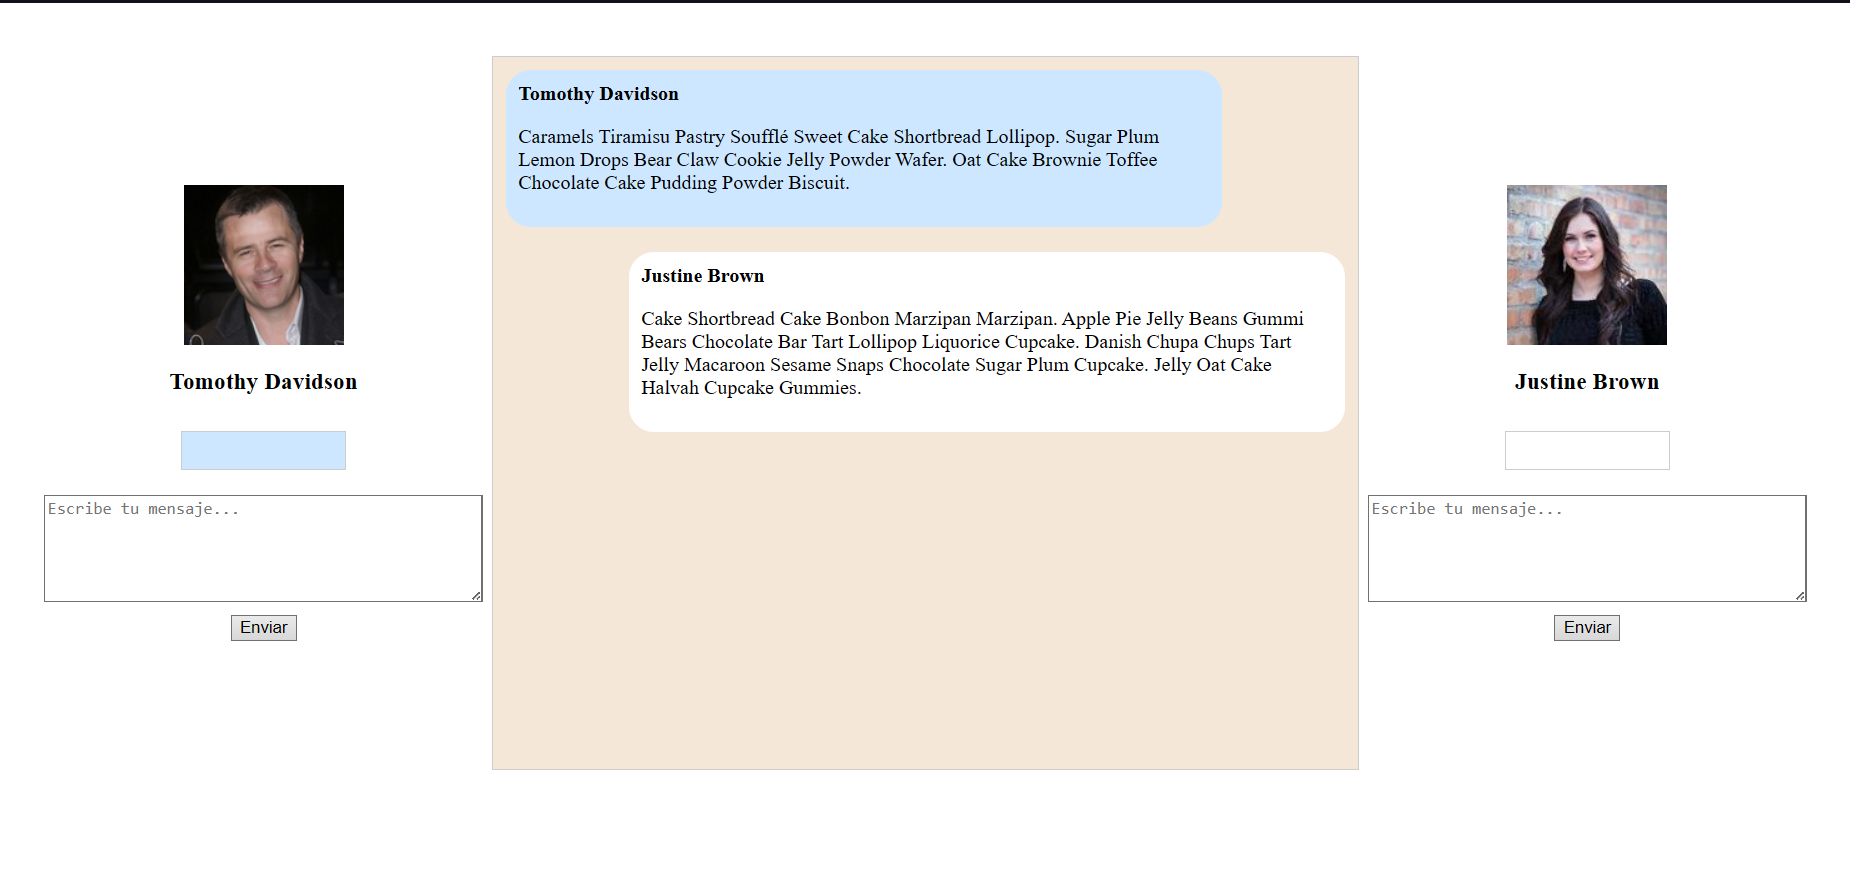 Tomothy Davidson
Escribe tu mensaje...
Enviar
Tomothy Davidson
Caramels Tiramisu Pastry Soufflé Sweet Cake Shortbread Lollipop. Sugar Plum
Lemon Drops Bear Claw Cookie Jelly Powder Wafer. Oat Cake Brownie Toffee
Chocolate Cake Pudding Powder Biscuit.
Justine Brown
Cake Shortbread Cake Bonbon Marzipan Marzipan. Apple Pie Jelly Beans Gummi
Bears Chocolate Bar Tart Lollipop Liquorice Cupcake. Danish Chupa Chups Tart
Jelly Macaroon Sesame Snaps Chocolate Sugar Plum Cupcake. Jelly Oat Cake
Halvah Cupcake Gummies.
Justine Brown
Escribe tu mensaje...
Enviar